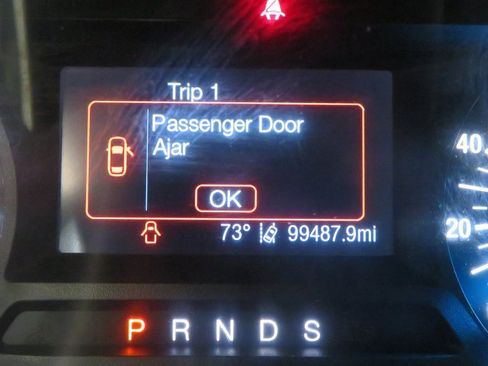 Trip 1
Passenger Door
Ajar
OK
73° 99487.9mi
P R N D S
40
20